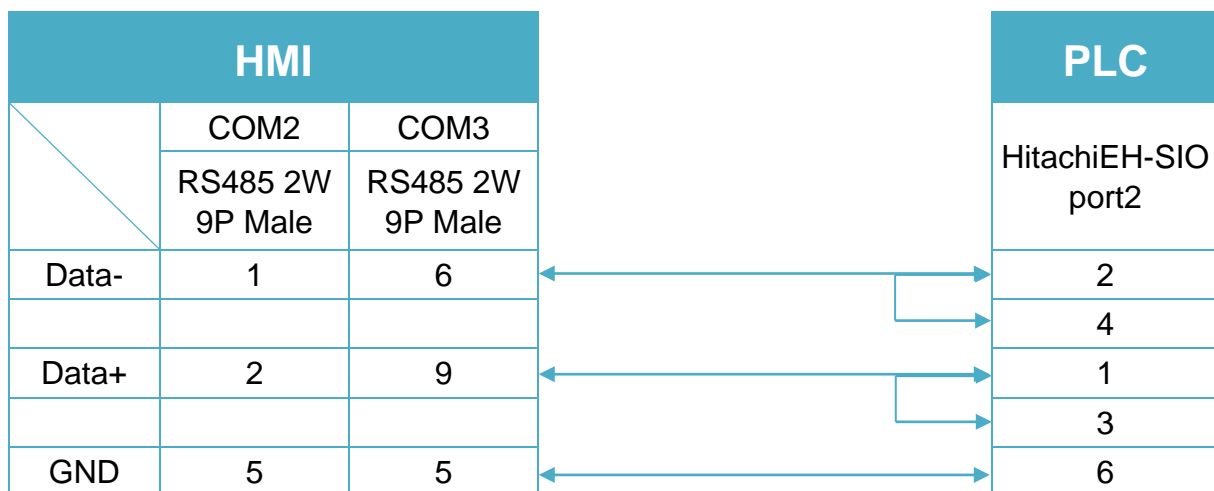 HMI PLC
COM2 COM3
HitachiEH-SIO
port2
RS485 2W RS485 2W
9P Male 9P Male
Data- 1 6 2
4
Data+ 2 9 1
3
GND 5 5 6